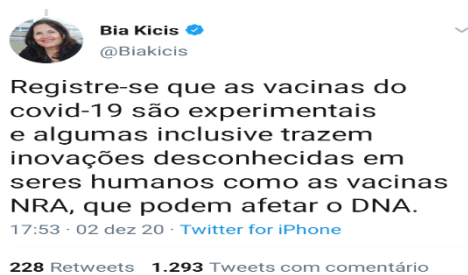 Bia Kicis
@Biakicis
Registre-se que as vacinas do
covid-19 são experimentais
e algumas inclusive trazem
inovações desconhecidas em
seres humanos como as vacinas
NRA, que podem afetar o DNA.
17:53 · 02 dez 20 · Twitter for iPhone
228 Retweets 1.293 Tweets com comentário